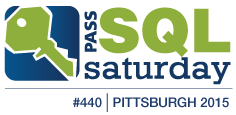 PASS SQL
saturday
#440 | PITTSBURGH 2015